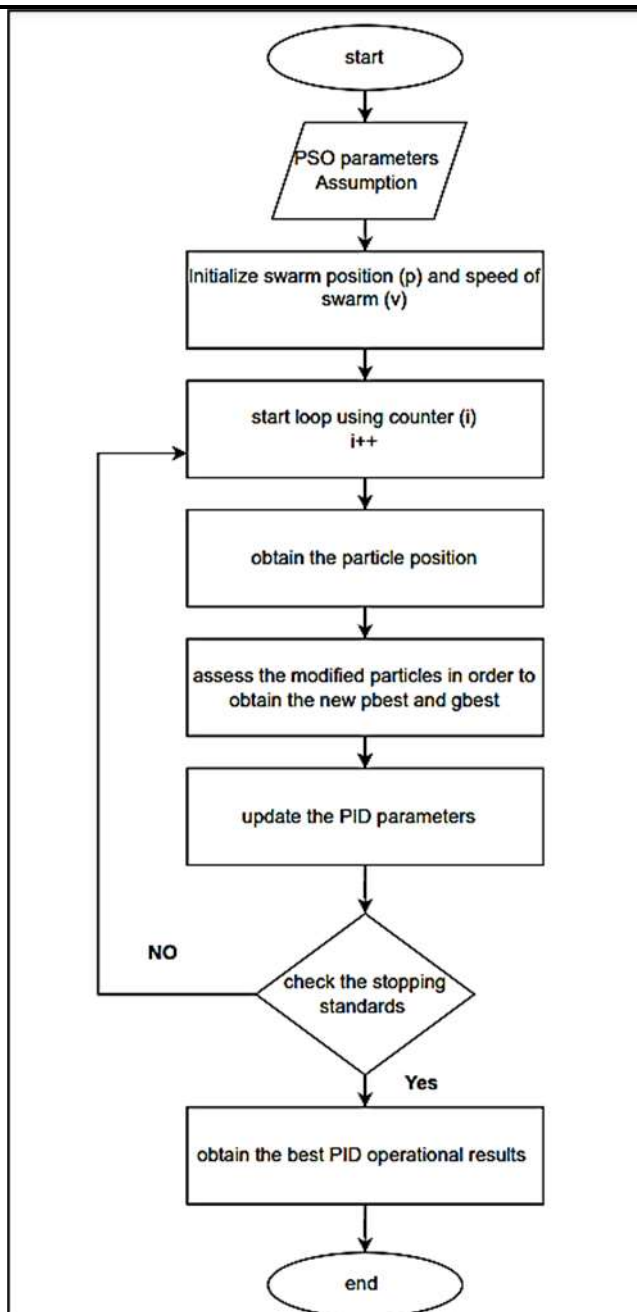 start
PSO parameters
Assumption
Initialize swarm position (p) and speed of
swarm (v)
start loop using counter (i)
i++
obtain the particle position
assess the modified particles in order to
obtain the new pbest and gbest
update the PID parameters
NO
check the stopping
standards
Yes
obtain the best PID operational results
end